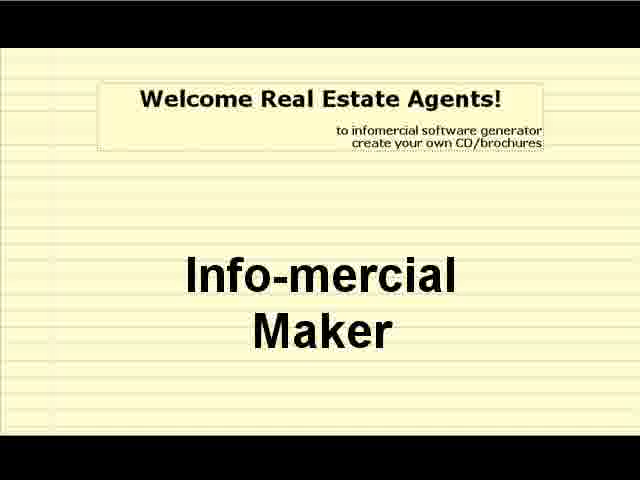 Welcome Real Estate Agents!
to infomercial software generator
create your own CD/brochures
Info-mercial
Maker